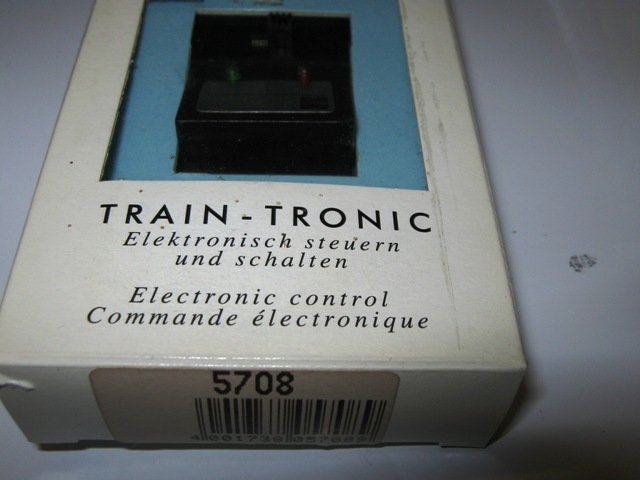 TRAIN-TRONIC
Elektronisch steuern
und schalten
Electronic control
Commande électronique
5708